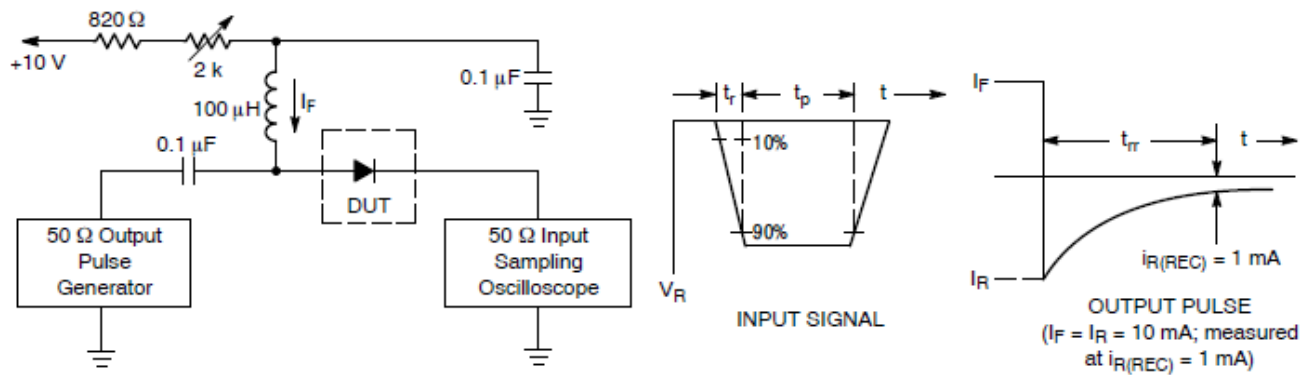 820 Ω
+10 V
2 k
100 µH
I_F
0.1 µF
0.1 µF
DUT
50 Ω Output
Pulse
Generator
50 Ω Input
Sampling
Oscilloscope
t_r
t_p
t
10%
90%
V_R
INPUT SIGNAL
I_F
t_rr
t
I_R
i_R(REC) = 1 mA
OUTPUT PULSE
(I_F = I_R = 10 mA; measured
at i_R(REC) = 1 mA)